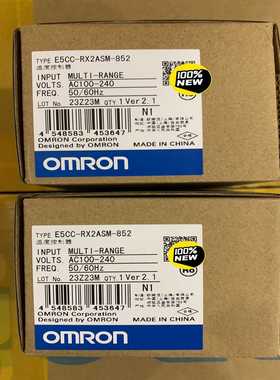 TYPE E5CC-RX2ASM-852
温度控制器
INPUT MULTI-RANGE
VOLTS. AC100-240
FREQ. 50/60Hz
LOT No. 23Z23M QTY 1 Ver 2.1
100% NEW
4 548583 453647
N1
OMRON Corporation
Designed by OMRON
MADE IN CHINA
OMRON
TYPE E5CC-RX2ASM-852
温度控制器
INPUT MULTI-RANGE
VOLTS. AC100-240
FREQ. 50/60Hz
LOT No. 23Z23M QTY 1 Ver 2.1
100% NEW
4 548583 453647
N1
OMRON Corporation
Designed by OMRON
MADE IN CHINA
OMRON